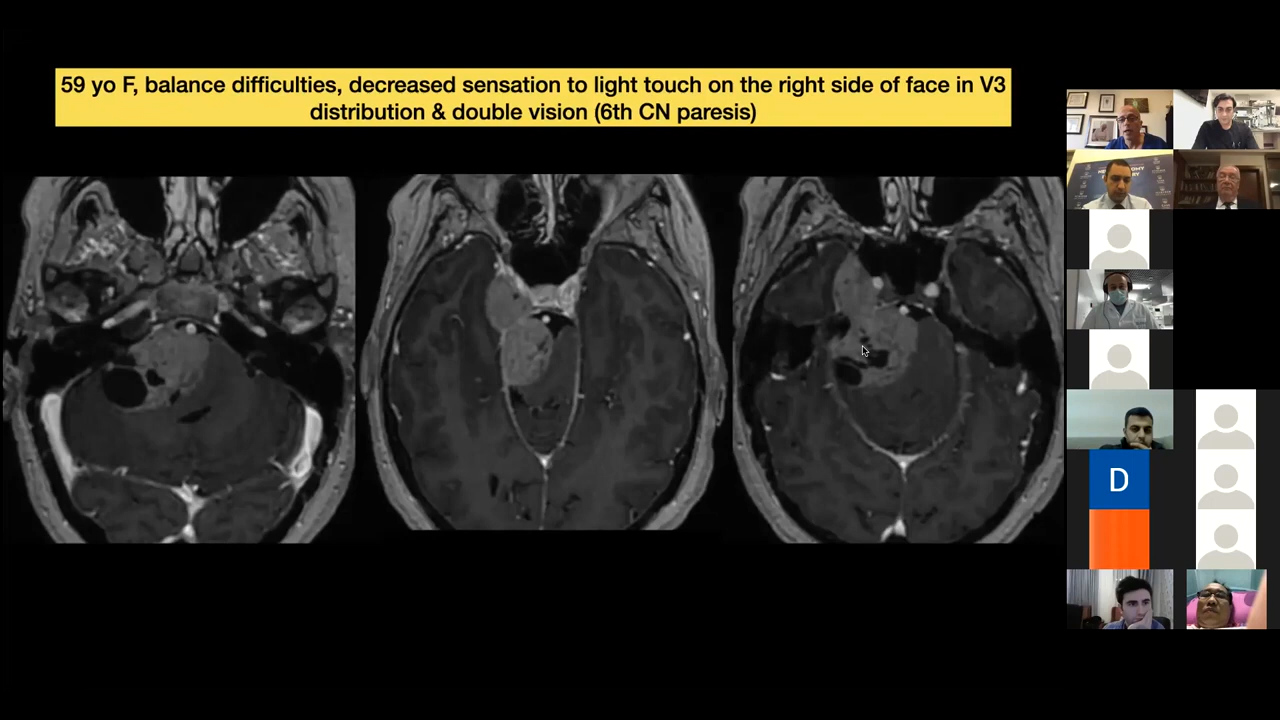 59 yo F, balance difficulties, decreased sensation to light touch on the right side of face in V3
distribution & double vision (6th CN paresis)
D